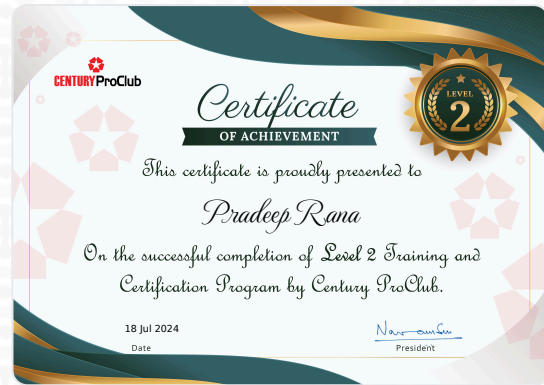 CENTURY ProClub
Certificate
OF ACHIEVEMENT
LEVEL
2
This certificate is proudly presented to
Pradeep Rana
On the successful completion of Level 2 Training and
Certification Program by Century ProClub.
18 Jul 2024
Date
President